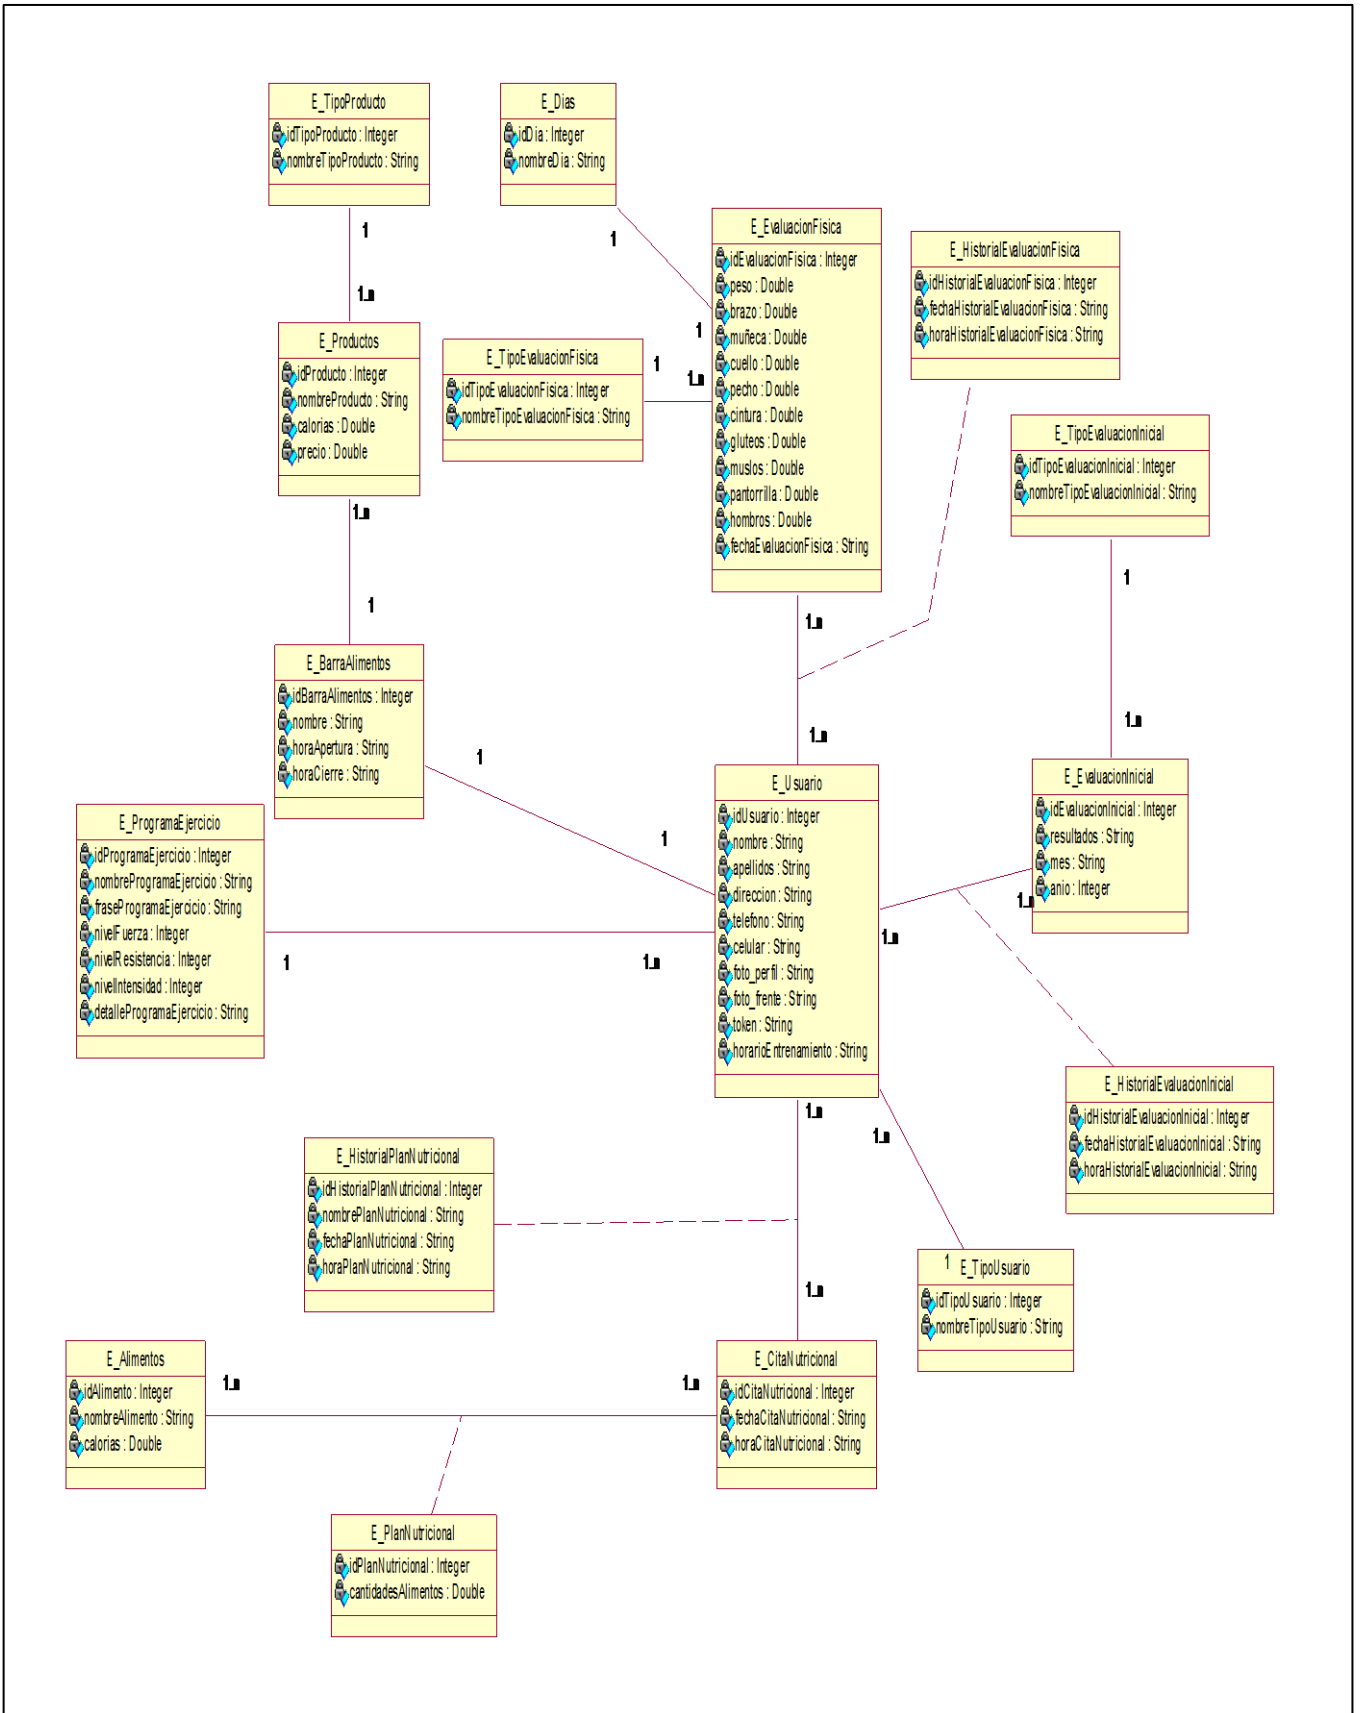 E_TipoProducto
idTipoProducto : Integer
nombreTipoProducto : String
E_Dias
idDia : Integer
nombreDia : String
1
1..n
1
1
E_EvaluacionFisica
idEvaluacionFisica : Integer
peso : Double
brazo : Double
muñeca : Double
cuello : Double
pecho : Double
cintura : Double
gluteos : Double
muslos : Double
pantorrilla : Double
hombros : Double
fechaEvaluacionFisica : String
E_HistorialEvaluacionFisica
idHistorialEvaluacionFisica : Integer
fechaHistorialEvaluacionFisica : String
horaHistorialEvaluacionFisica : String
E_Productos
idProducto : Integer
nombreProducto : String
calorias : Double
precio : Double
E_TipoEvaluacionFisica
idTipoEvaluacionFisica : Integer
nombreTipoEvaluacionFisica : String
1
1..n
E_TipoEvaluacionInicial
idTipoEvaluacionInicial : Integer
nombreTipoEvaluacionInicial : String
1..n
1
1
1..n
1..n
1..n
E_BarraAlimentos
idBarraAlimentos : Integer
nombre : String
horaApertura : String
horaCierre : String
1
1
E_Usuario
idUsuario : Integer
nombre : String
apellidos : String
direccion : String
telefono : String
celular : String
foto_perfil : String
foto_frente : String
token : String
horarioEntrenamiento : String
E_EvaluacionInicial
idEvaluacionInicial : Integer
resultados : String
mes : String
anio : Integer
1..n
1..n
E_ProgramaEjercicio
idProgramaEjercicio : Integer
nombreProgramaEjercicio : String
fraseProgramaEjercicio : String
nivelFuerza : Integer
nivelResistencia : Integer
nivelIntensidad : Integer
detalleProgramaEjercicio : String
1
1..n
E_HistorialEvaluacionInicial
idHistorialEvaluacionInicial : Integer
fechaHistorialEvaluacionInicial : String
horaHistorialEvaluacionInicial : String
1..n
1..n
E_HistorialPlanNutricional
idHistorialPlanNutricional : Integer
nombrePlanNutricional : String
fechaPlanNutricional : String
horaPlanNutricional : String
1
E_TipoUsuario
idTipoUsuario : Integer
nombreTipoUsuario : String
1..n
E_Alimentos
idAlimento : Integer
nombreAlimento : String
calorias : Double
1..n
1..n
E_CitaNutricional
idCitaNutricional : Integer
fechaCitaNutricional : String
horaCitaNutricional : String
E_PlanNutricional
idPlanNutricional : Integer
cantidadesAlimentos : Double